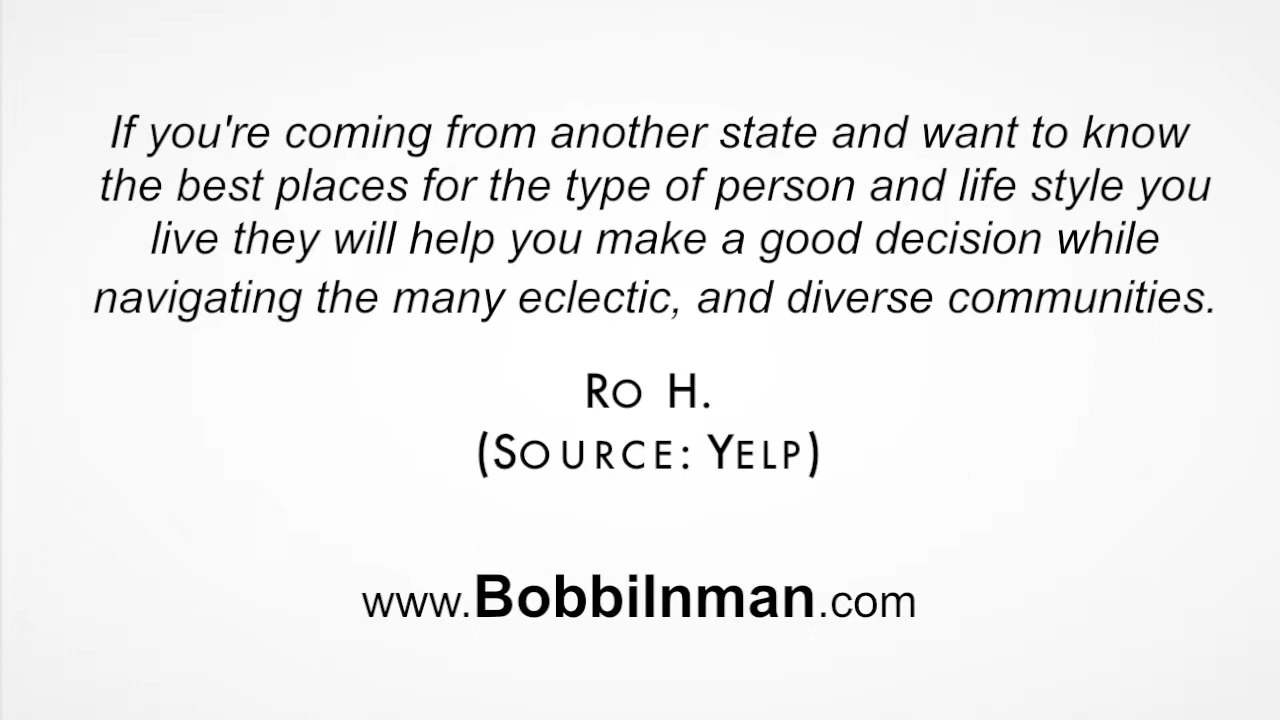 If you're coming from another state and want to know
the best places for the type of person and life style you
live they will help you make a good decision while
navigating the many eclectic, and diverse communities.
Ro H.
(Source: Yelp)
www.BobbiInman.com